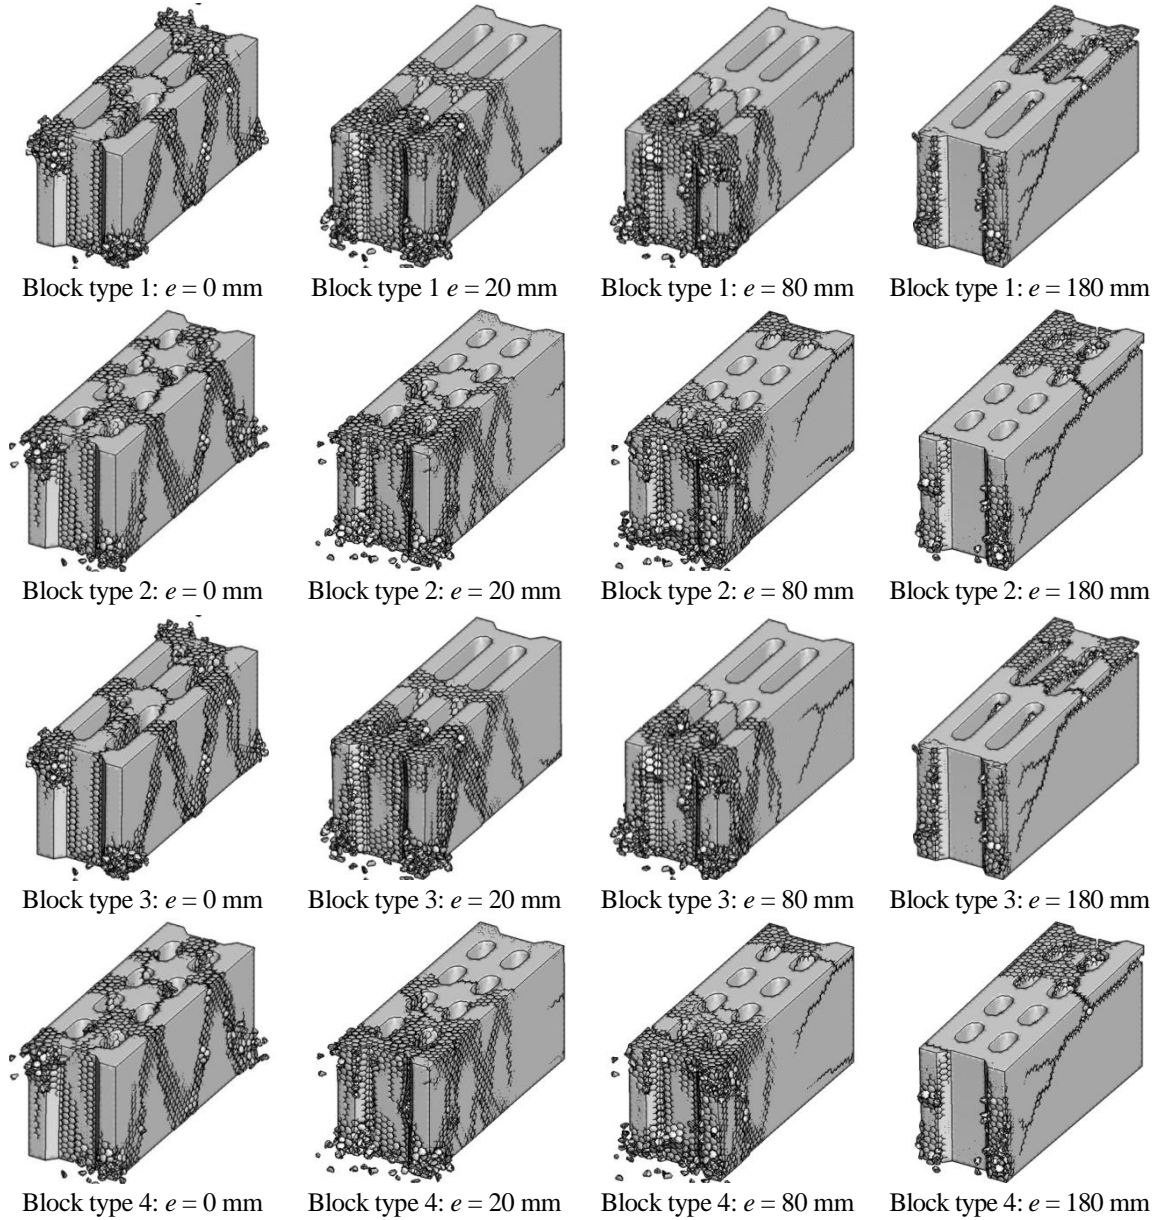 Block type 1: e = 0 mm
Block type 1 e = 20 mm
Block type 1: e = 80 mm
Block type 1: e = 180 mm
Block type 2: e = 0 mm
Block type 2: e = 20 mm
Block type 2: e = 80 mm
Block type 2: e = 180 mm
Block type 3: e = 0 mm
Block type 3: e = 20 mm
Block type 3: e = 80 mm
Block type 3: e = 180 mm
Block type 4: e = 0 mm
Block type 4: e = 20 mm
Block type 4: e = 80 mm
Block type 4: e = 180 mm